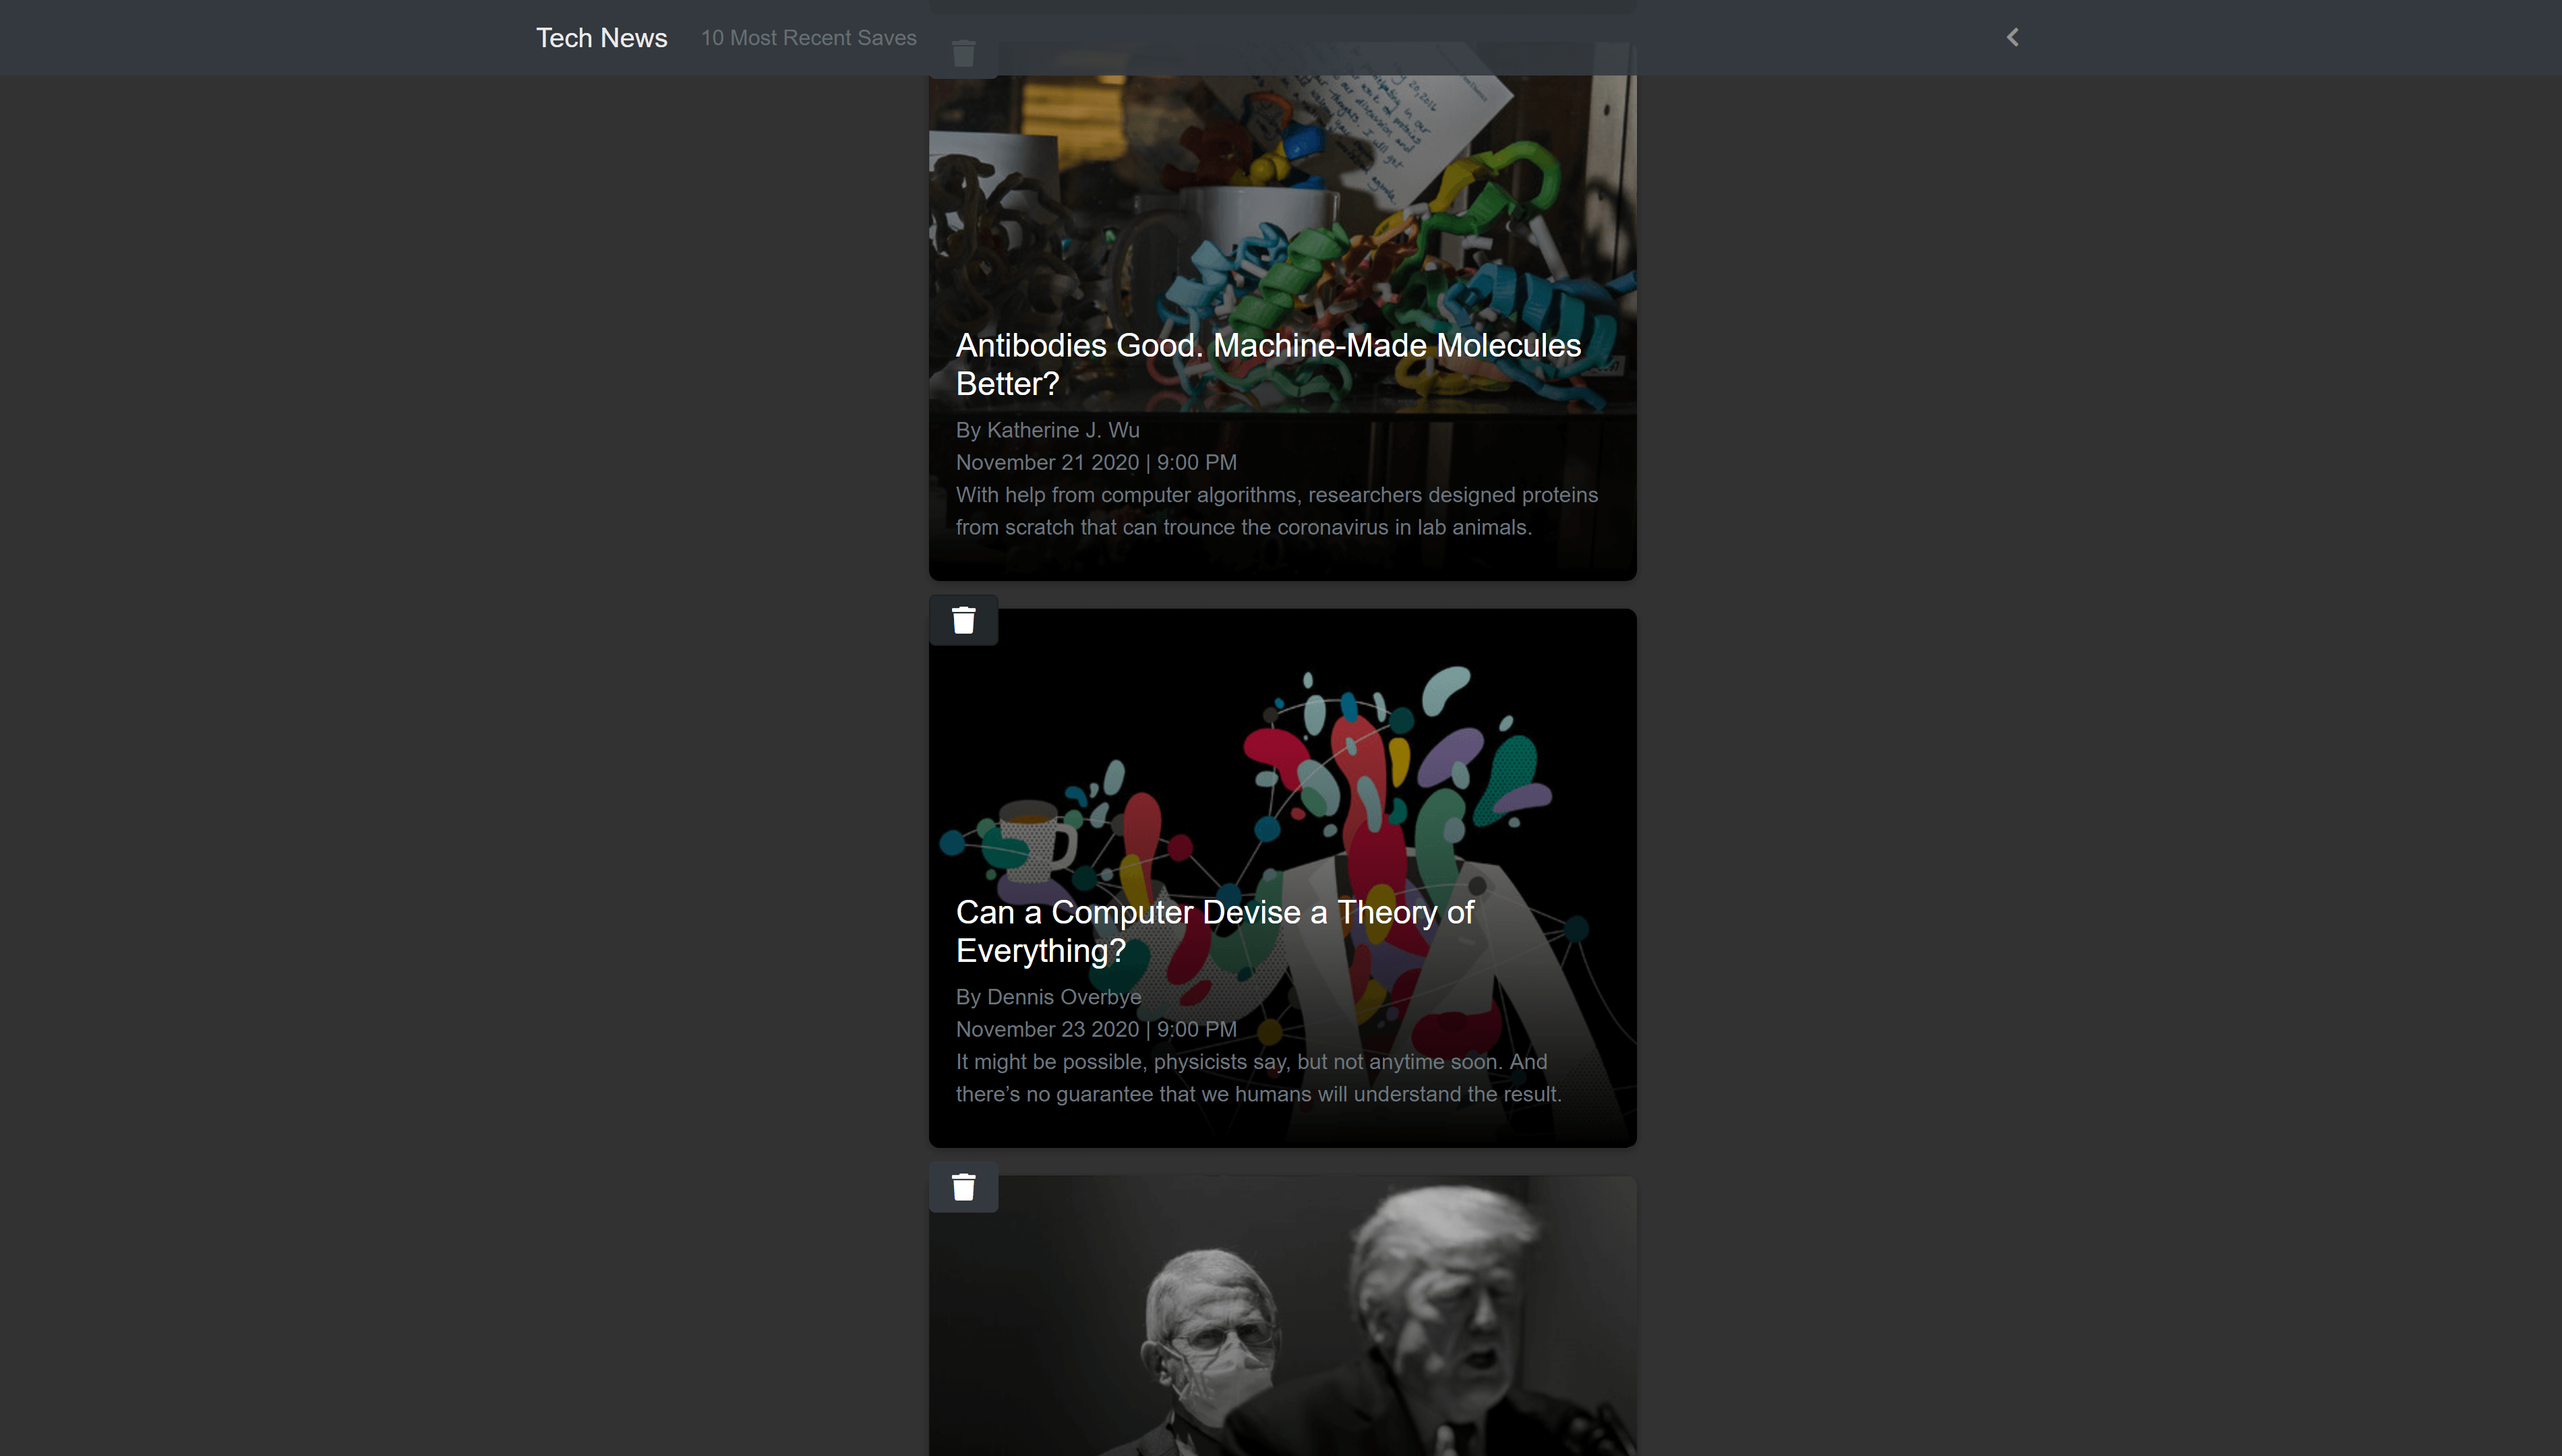 Tech News
10 Most Recent Saves
Antibodies Good. Machine-Made Molecules
Better?
By Katherine J. Wu
November 21 2020 | 9:00 PM
With help from computer algorithms, researchers designed proteins
from scratch that can trounce the coronavirus in lab animals.
Can a Computer Devise a Theory of
Everything?
By Dennis Overbye
November 23 2020 | 9:00 PM
It might be possible, physicists say, but not anytime soon. And
there’s no guarantee that we humans will understand the result.